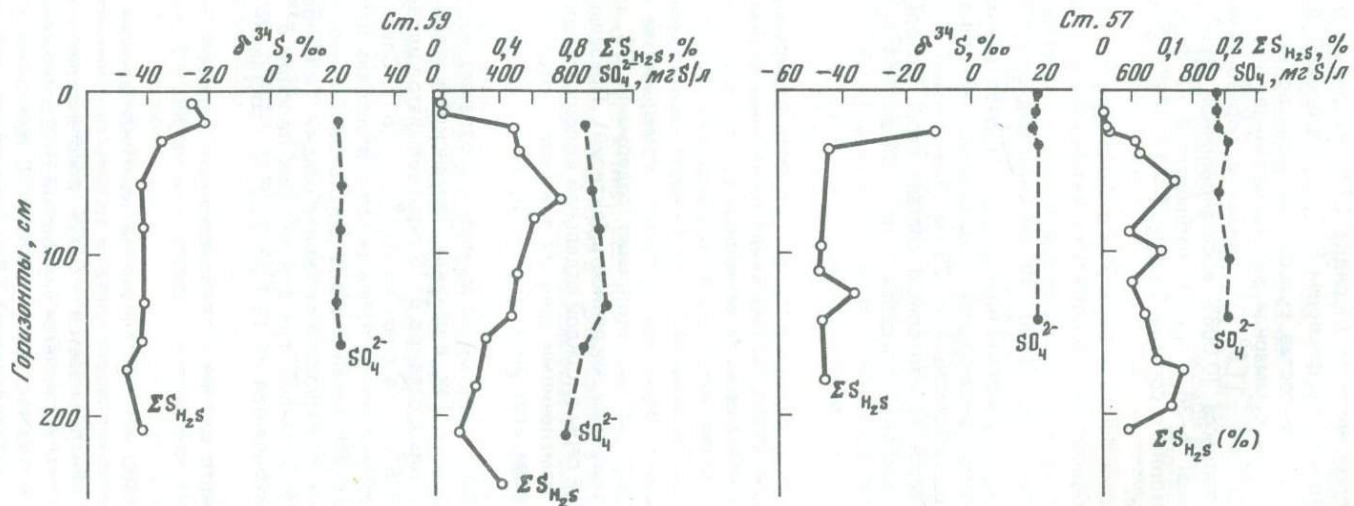 Ст. 59
δ³⁴S, ‰
-40 -20 0 20 40
0 0,4 0,8 ΣS_H₂S, %
0 400 800 SO₄²⁻, мг S/л
Горизонты, см
0
100
200
ΣS_H₂S
SO₄²⁻
SO₄²⁻
ΣS_H₂S
Ст. 57
δ³⁴S, ‰
-60 -40 -20 0 20
0 0,1 0,2 ΣS_H₂S, %
600 800 SO₄, мг S/л
ΣS_H₂S
SO₄²⁻
SO₄²⁻
ΣS_H₂S (%)